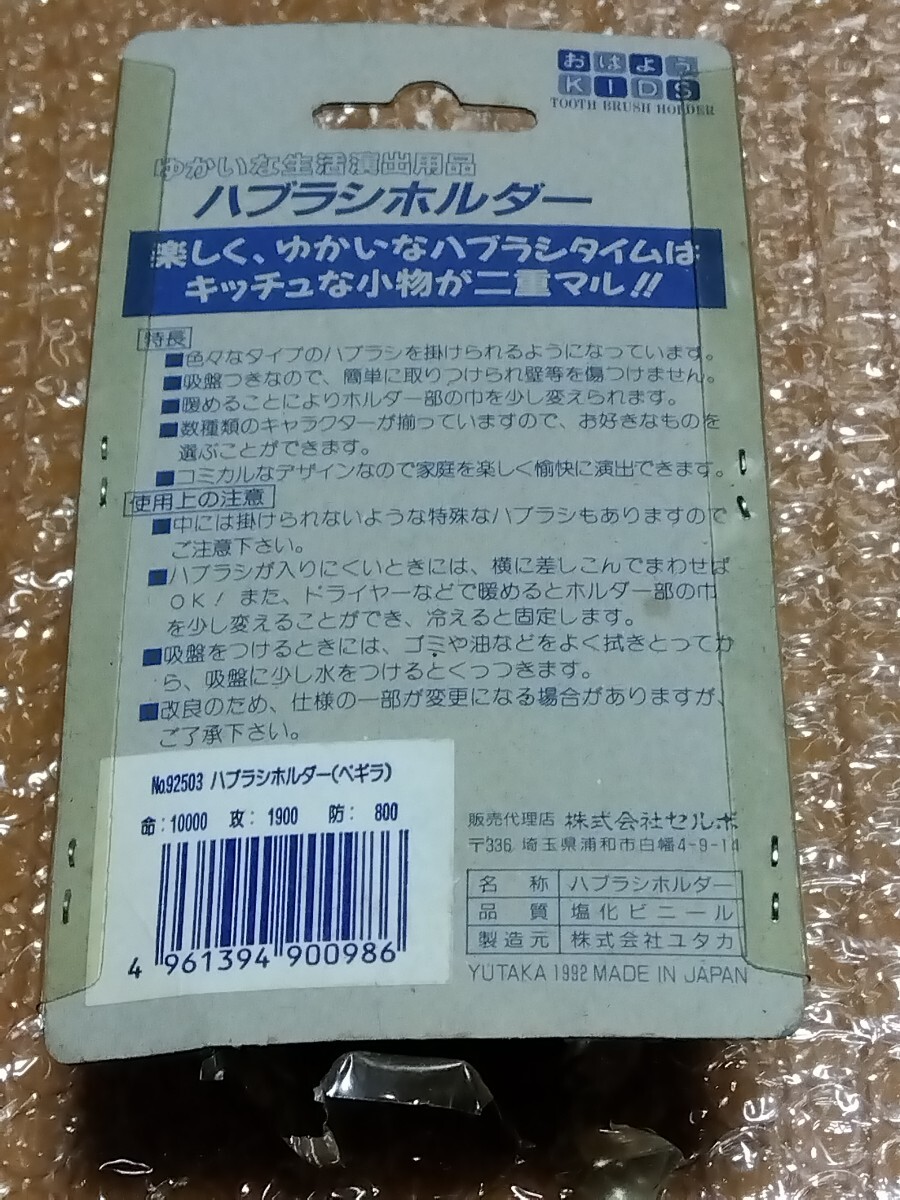 おはよう
KIDS
TOOTH BRUSH HOLDER
ゆかいな生活演出用品
ハブラシホルダー
楽しく、ゆかいなハブラシタイムは
キッチュな小物が二重マル!!
特長
■色々なタイプのハブラシを掛けられるようになっています。
■吸盤つきなので、簡単に取りつけられ壁等を傷つけません。
■暖めることによりホルダー部の巾を少し変えられます。
■数種類のキャラクターが揃っていますので、お好きなものを
選ぶことができます。
■コミカルなデザインなので家庭を楽しく愉快に演出できます。
使用上の注意
■中には掛けられないような特殊なハブラシもありますので
ご注意下さい。
■ハブラシが入りにくいときには、横に差しこんでまわせば
OK! また、ドライヤーなどで暖めるとホルダー部の巾
を少し変えることができ、冷えると固定します。
■吸盤をつけるときには、ゴミや油などをよく拭きとってか
ら、吸盤に少し水をつけるとくっつきます。
■改良のため、仕様の一部が変更になる場合がありますが、
ご了承下さい。
No.92503 ハブラシホルダー(ペギラ)
命:10000 攻:1900 防:800
4 961394 900986
販売代理店 株式会社セルボ
〒336 埼玉県浦和市白幡4-9-14
名称 ハブラシホルダー
品質 塩化ビニール
製造元 株式会社ユタカ
YUTAKA 1992 MADE IN JAPAN